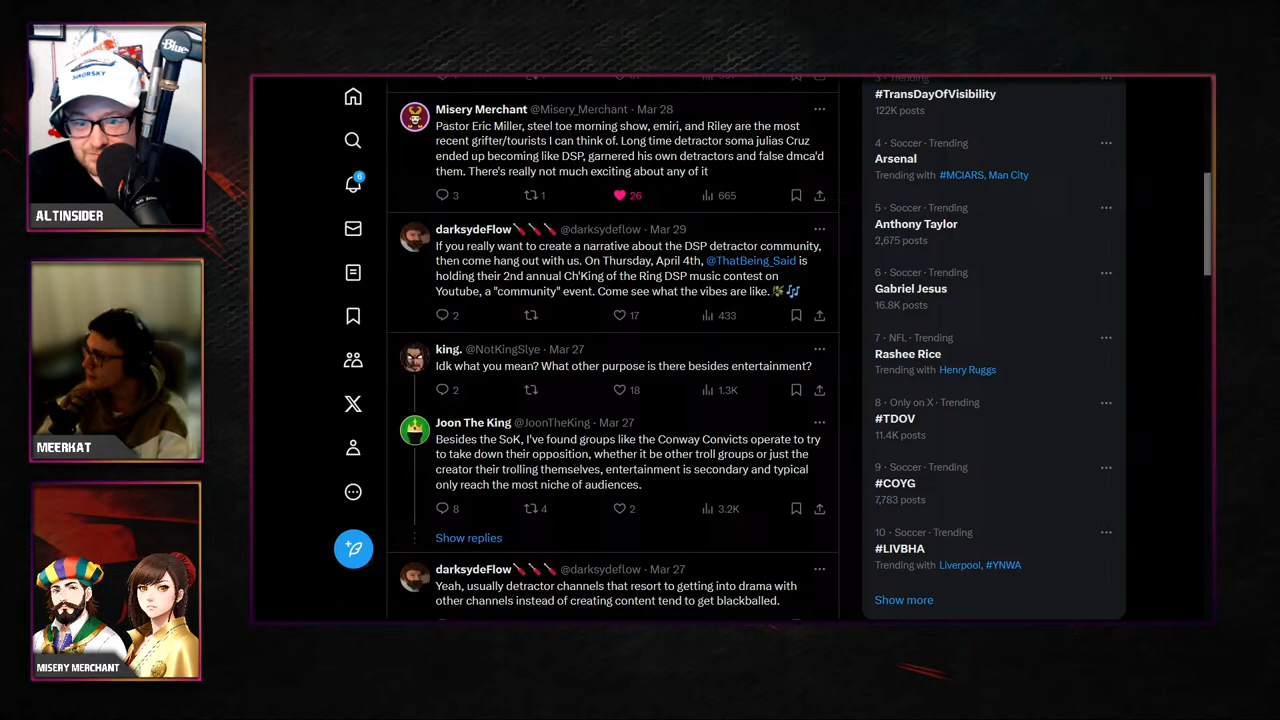 Blue
JUMORSKY
ALTINSIDER
MEERKAT
MISERY MERCHANT
6
Misery Merchant @Misery_Merchant · Mar 28
Pastor Eric Miller, steel toe morning show, emiri, and Riley are the most
recent grifter/tourists I can think of. Long time detractor soma julias Cruz
ended up becoming like DSP, garnered his own detractors and false dmca'd
them. There's really not much exciting about any of it
3 1 26 665
darksydeFlow @darksydeflow · Mar 29
If you really want to create a narrative about the DSP detractor community,
then come hang out with us. On Thursday, April 4th, @ThatBeing_Said is
holding their 2nd annual Ch'King of the Ring DSP music contest on
Youtube, a "community" event. Come see what the vibes are like.
2 17 433
king. @NotKingSlye · Mar 27
Idk what you mean? What other purpose is there besides entertainment?
2 18 1.3K
Joon The King @JoonTheKing · Mar 27
Besides the SoK, I've found groups like the Conway Convicts operate to try
to take down their opposition, whether it be other troll groups or just the
creator their trolling themselves, entertainment is secondary and typical
only reach the most niche of audiences.
8 4 2 3.2K
Show replies
darksydeFlow @darksydeflow · Mar 27
Yeah, usually detractor channels that resort to getting into drama with
other channels instead of creating content tend to get blackballed.
3 · Trending
#TransDayOfVisibility
122K posts
4 · Soccer · Trending
Arsenal
Trending with #MCIARS, Man City
5 · Soccer · Trending
Anthony Taylor
2,675 posts
6 · Soccer · Trending
Gabriel Jesus
16.8K posts
7 · NFL · Trending
Rashee Rice
Trending with Henry Ruggs
8 · Only on X · Trending
#TDOV
11.4K posts
9 · Soccer · Trending
#COYG
7,783 posts
10 · Soccer · Trending
#LIVBHA
Trending with Liverpool, #YNWA
Show more